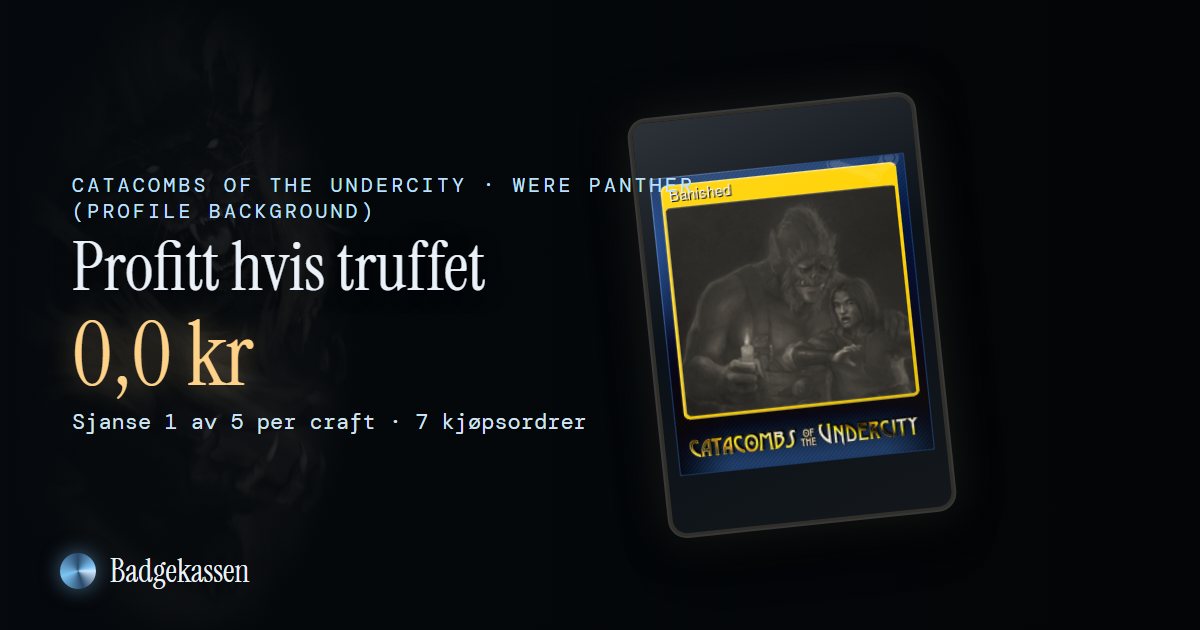 CATACOMBS OF THE UNDERCITY · WERE PANTHER
(PROFILE BACKGROUND)
Profitt hvis truffet
0,0 kr
Sjanse 1 av 5 per craft · 7 kjøpsordrer
Badgekassen
Banished
CATACOMBS OF THE UNDERCITY